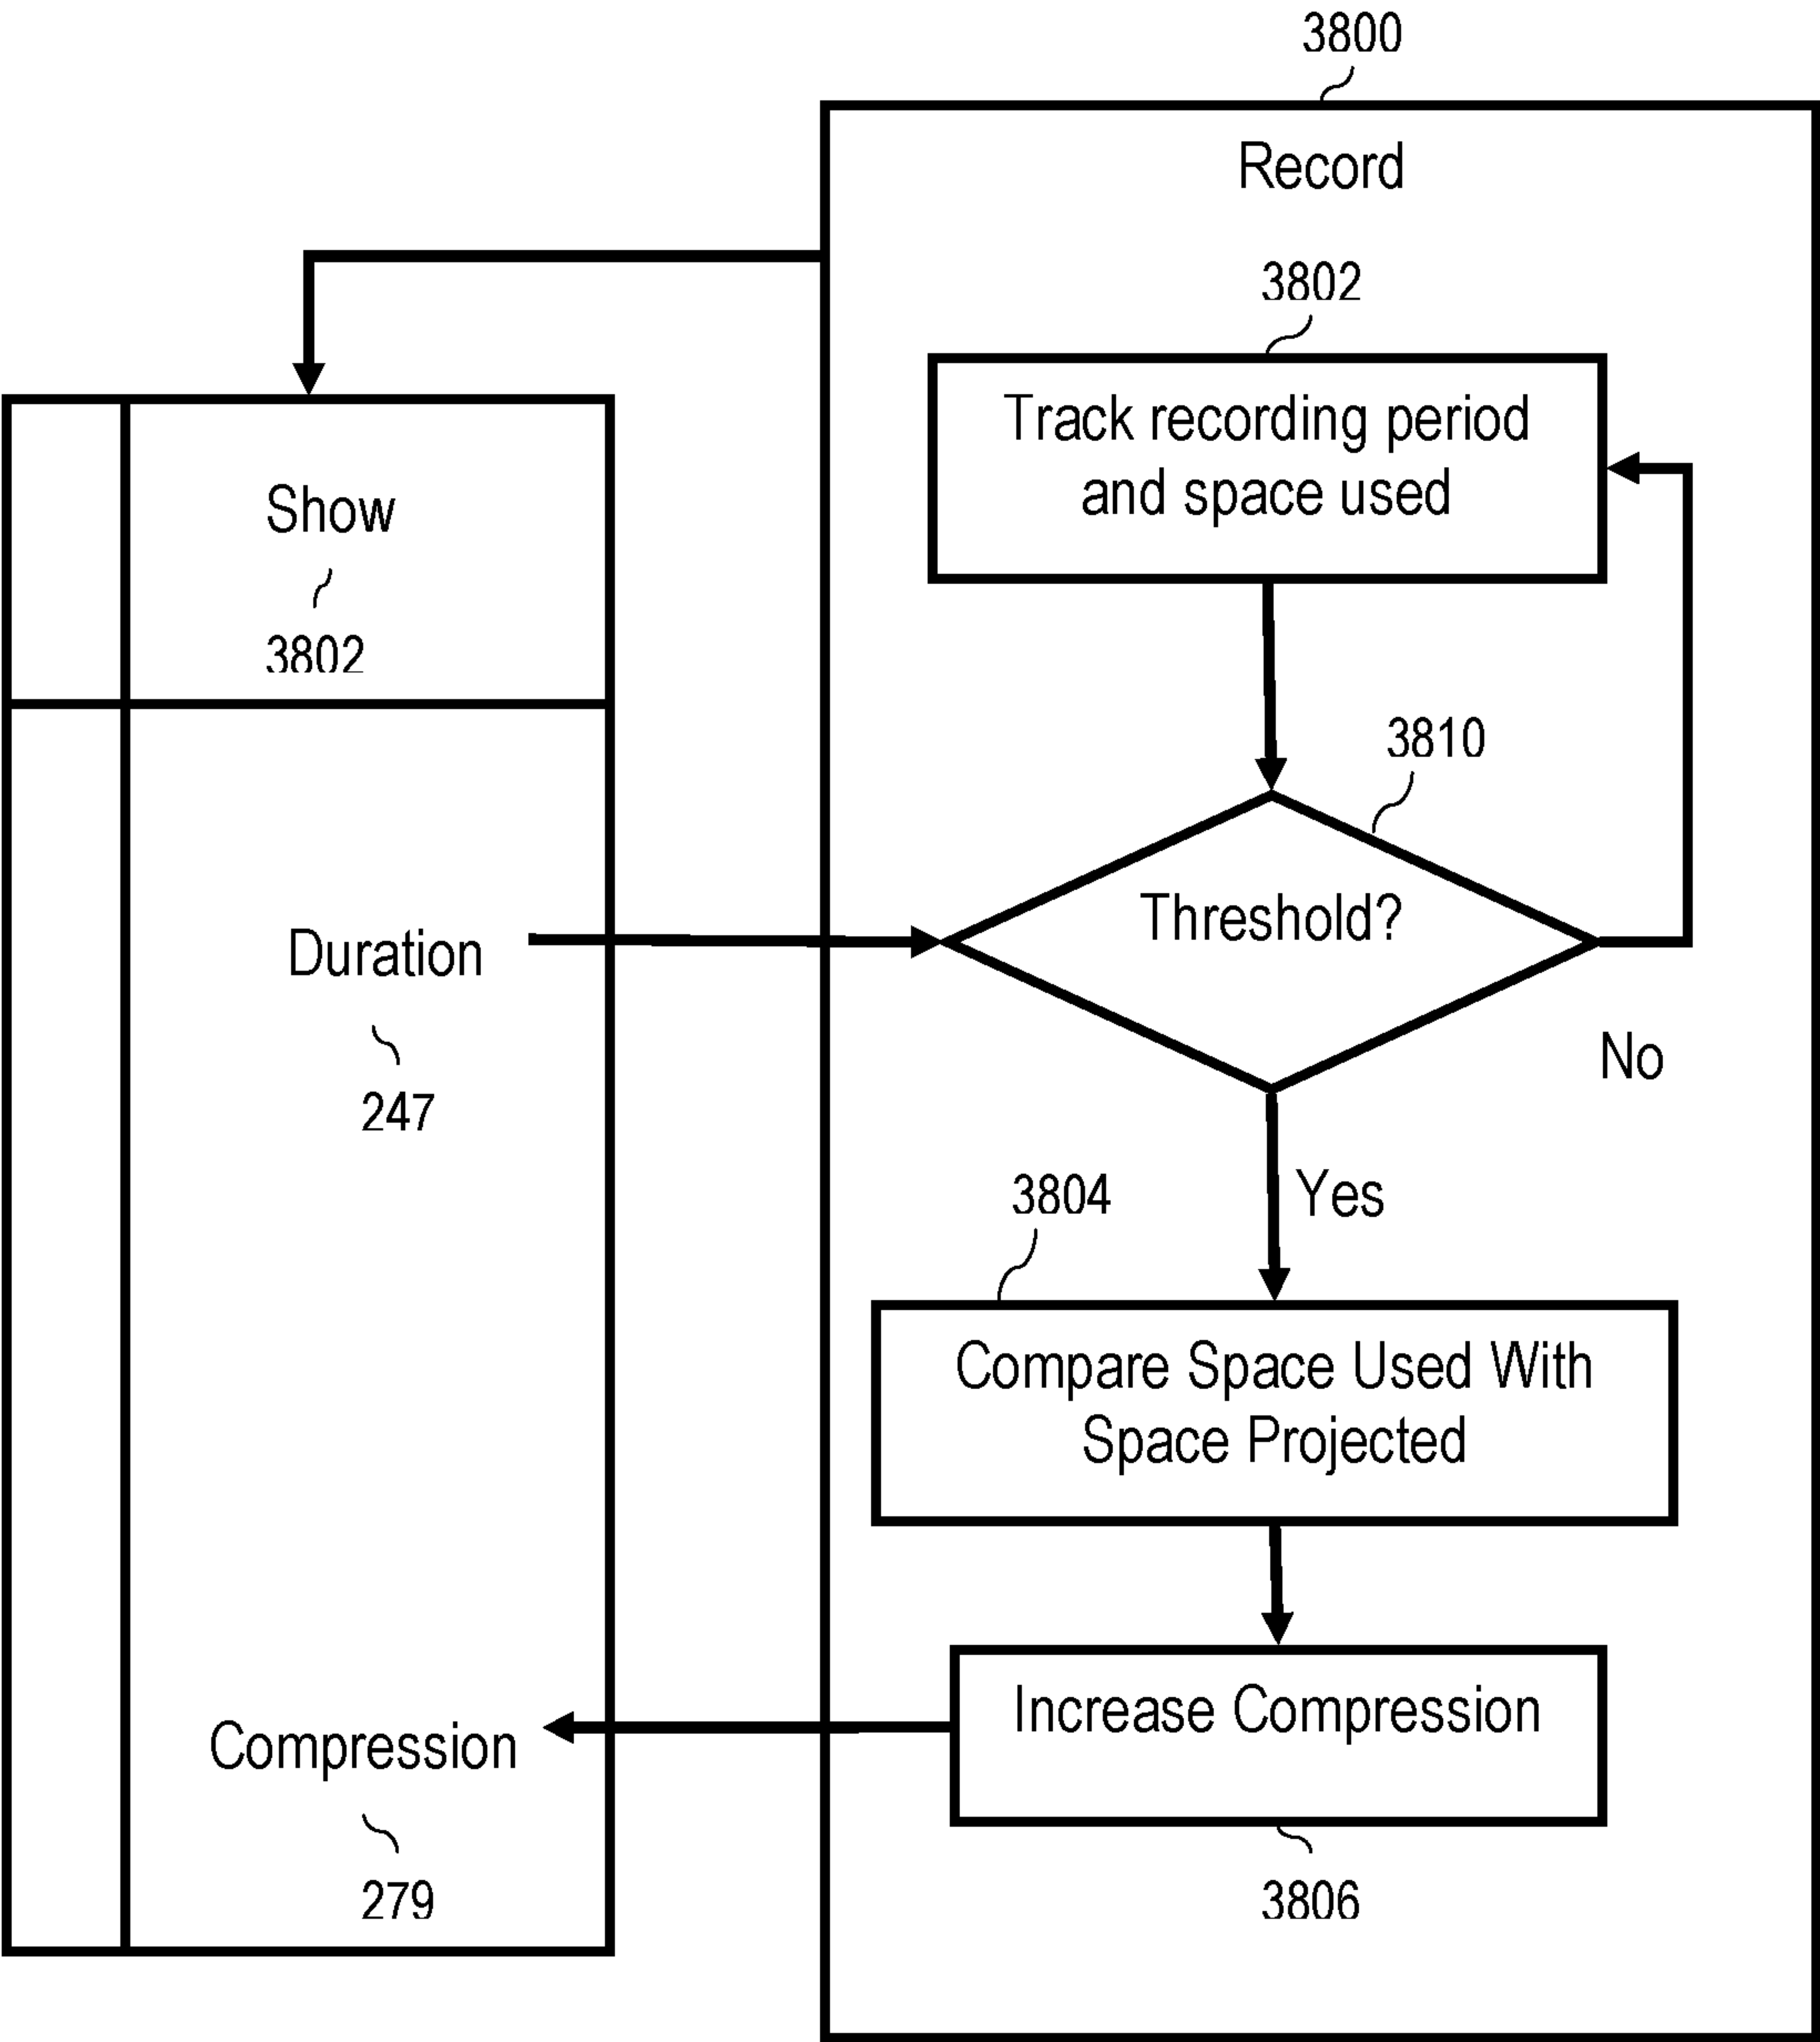 3800
Record
3802
Track recording period
and space used
Show
3802
3810
Threshold?
Duration
247
No
Yes
3804
Compare Space Used With
Space Projected
Increase Compression
Compression
279
3806